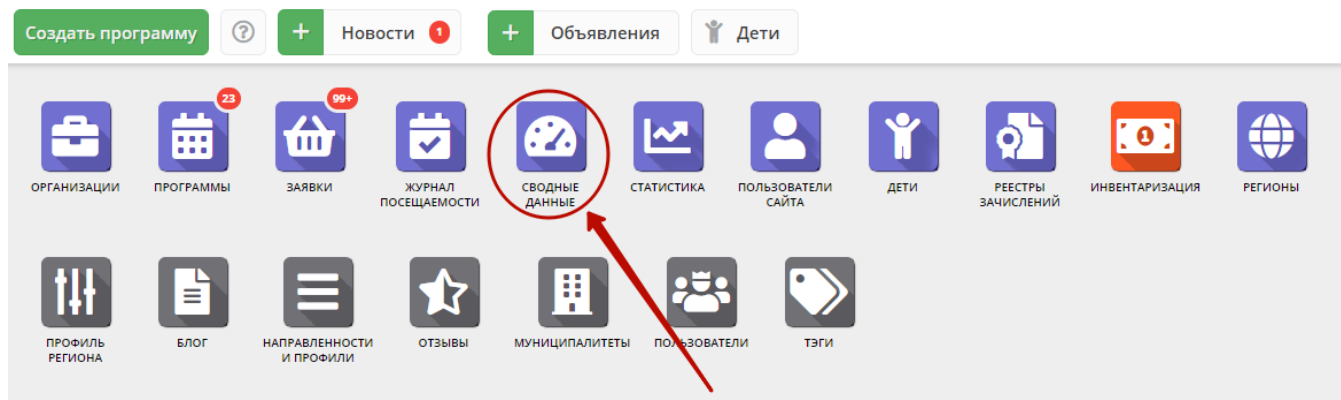 Создать программу ? + Новости 1 + Объявления Дети
23 99+
1
ОРГАНИЗАЦИИ ПРОГРАММЫ ЗАЯВКИ ЖУРНАЛ СВОДНЫЕ СТАТИСТИКА ПОЛЬЗОВАТЕЛИ ДЕТИ РЕЕСТРЫ ИНВЕНТАРИЗАЦИЯ РЕГИОНЫ
ПОСЕЩАЕМОСТИ ДАННЫЕ САЙТА ЗАЧИСЛЕНИЙ
ПРОФИЛЬ БЛОГ НАПРАВЛЕННОСТИ ОТЗЫВЫ МУНИЦИПАЛИТЕТЫ ПОЛЬЗОВАТЕЛИ ТЭГИ
РЕГИОНА И ПРОФИЛИ